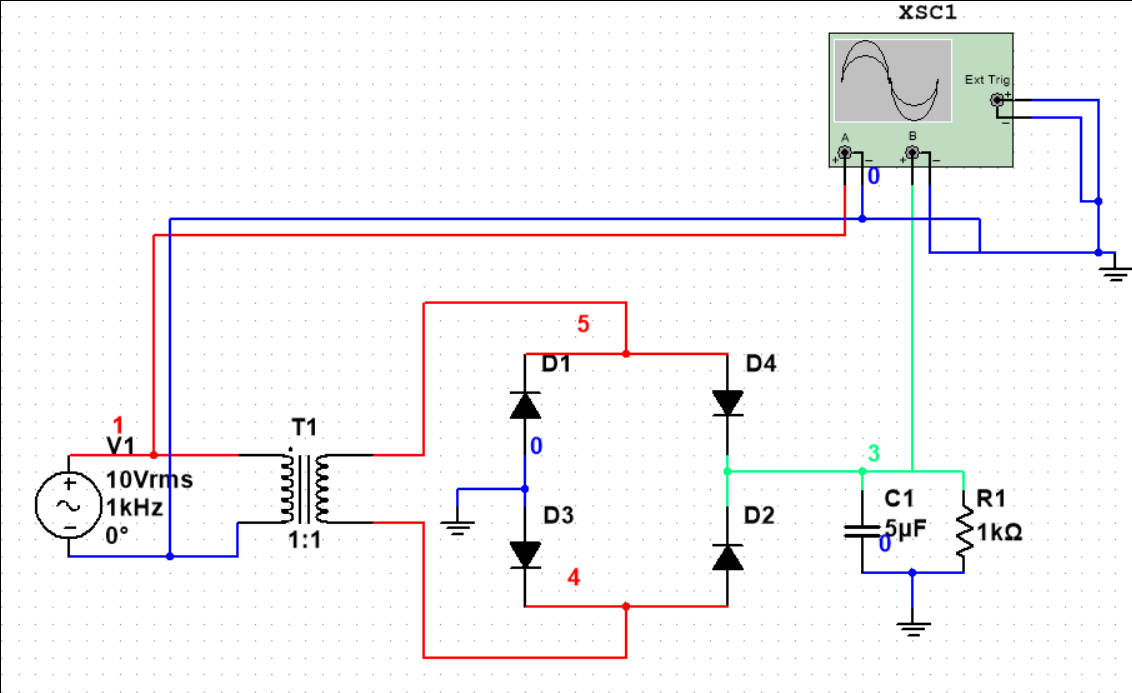 XSC1
Ext Trig
+
−
A
B
+
−
+
−
0
5
D1
D4
1
V1
T1
0
3
10Vrms
+
1kHz
0°
−
1:1
D3
D2
C1
R1
5µF
1kΩ
0
4